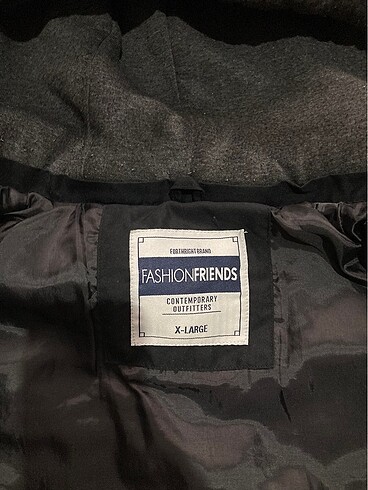 FORTHRIGHT BRAND
FASHIONFRIENDS
CONTEMPORARY
OUTFITTERS
X-LARGE